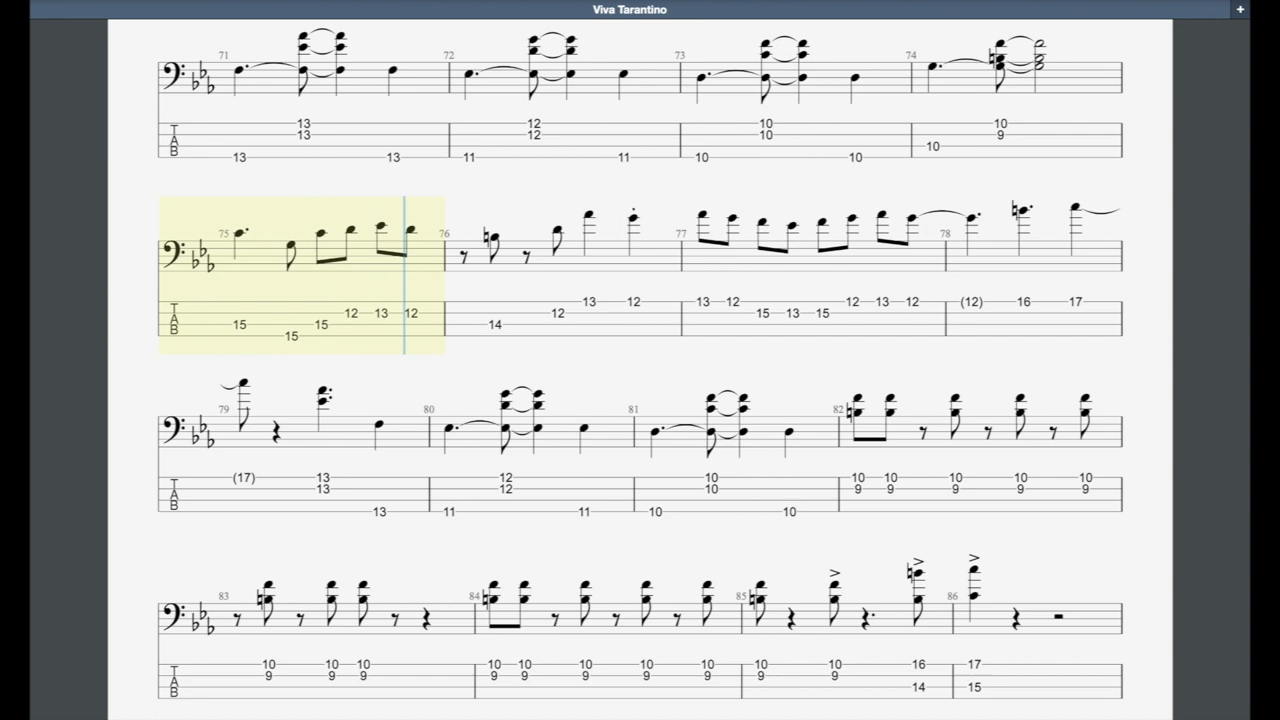 Viva Tarantino +
71 72 73 74
T 13 12 10 10
A 13 12 10 9
B 10
13 13 11 11 10 10
75 76 77 78
T 13 12 13 12 12 13 12 (12) 16 17
A 12 13 12 12 15 13 15
B 15 15 14
15
79 80 81 82
T (17) 13 12 10 10 10 10 10 10
A 13 12 10 9 9 9 9 9
B 13 11 11 10 10
83 84 85 86
T 10 10 10 10 10 10 10 10 10 10 16 17
A 9 9 9 9 9 9 9 9 9 9
B 14 15